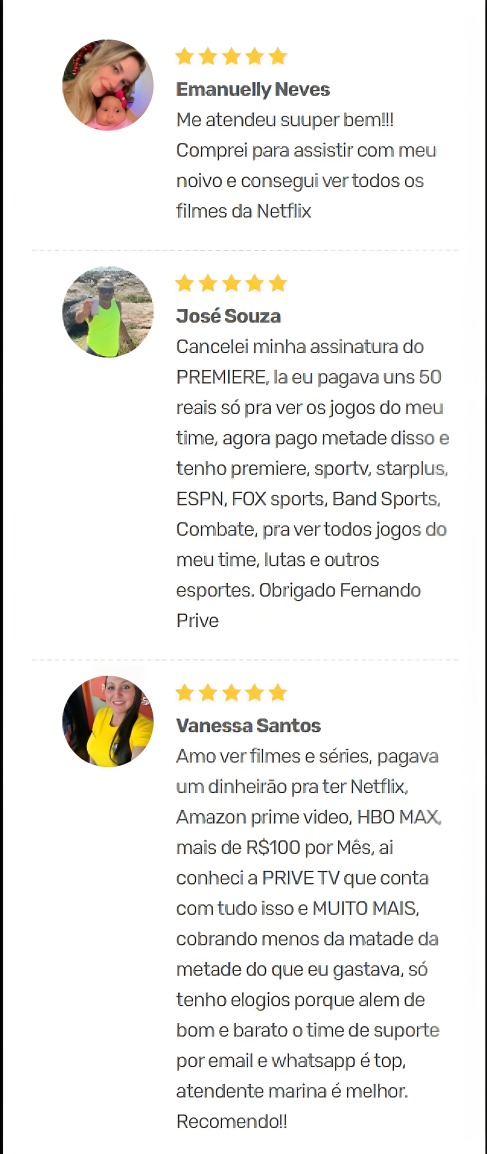 Emanuelly Neves
Me atendeu suuper bem!!!
Comprei para assistir com meu
noivo e consegui ver todos os
filmes da Netflix
José Souza
Cancelei minha assinatura do
PREMIERE, la eu pagava uns 50
reais só pra ver os jogos do meu
time, agora pago metade disso e
tenho premiere, sportv, starplus,
ESPN, FOX sports, Band Sports,
Combate, pra ver todos jogos do
meu time, lutas e outros
esportes. Obrigado Fernando
Prive
Vanessa Santos
Amo ver filmes e séries, pagava
um dinheirão pra ter Netflix,
Amazon prime video, HBO MAX,
mais de R$100 por Mês, ai
conheci a PRIVE TV que conta
com tudo isso e MUITO MAIS,
cobrando menos da matade da
metade do que eu gastava, só
tenho elogios porque alem de
bom e barato o time de suporte
por email e whatsapp é top,
atendente marina é melhor.
Recomendo!!